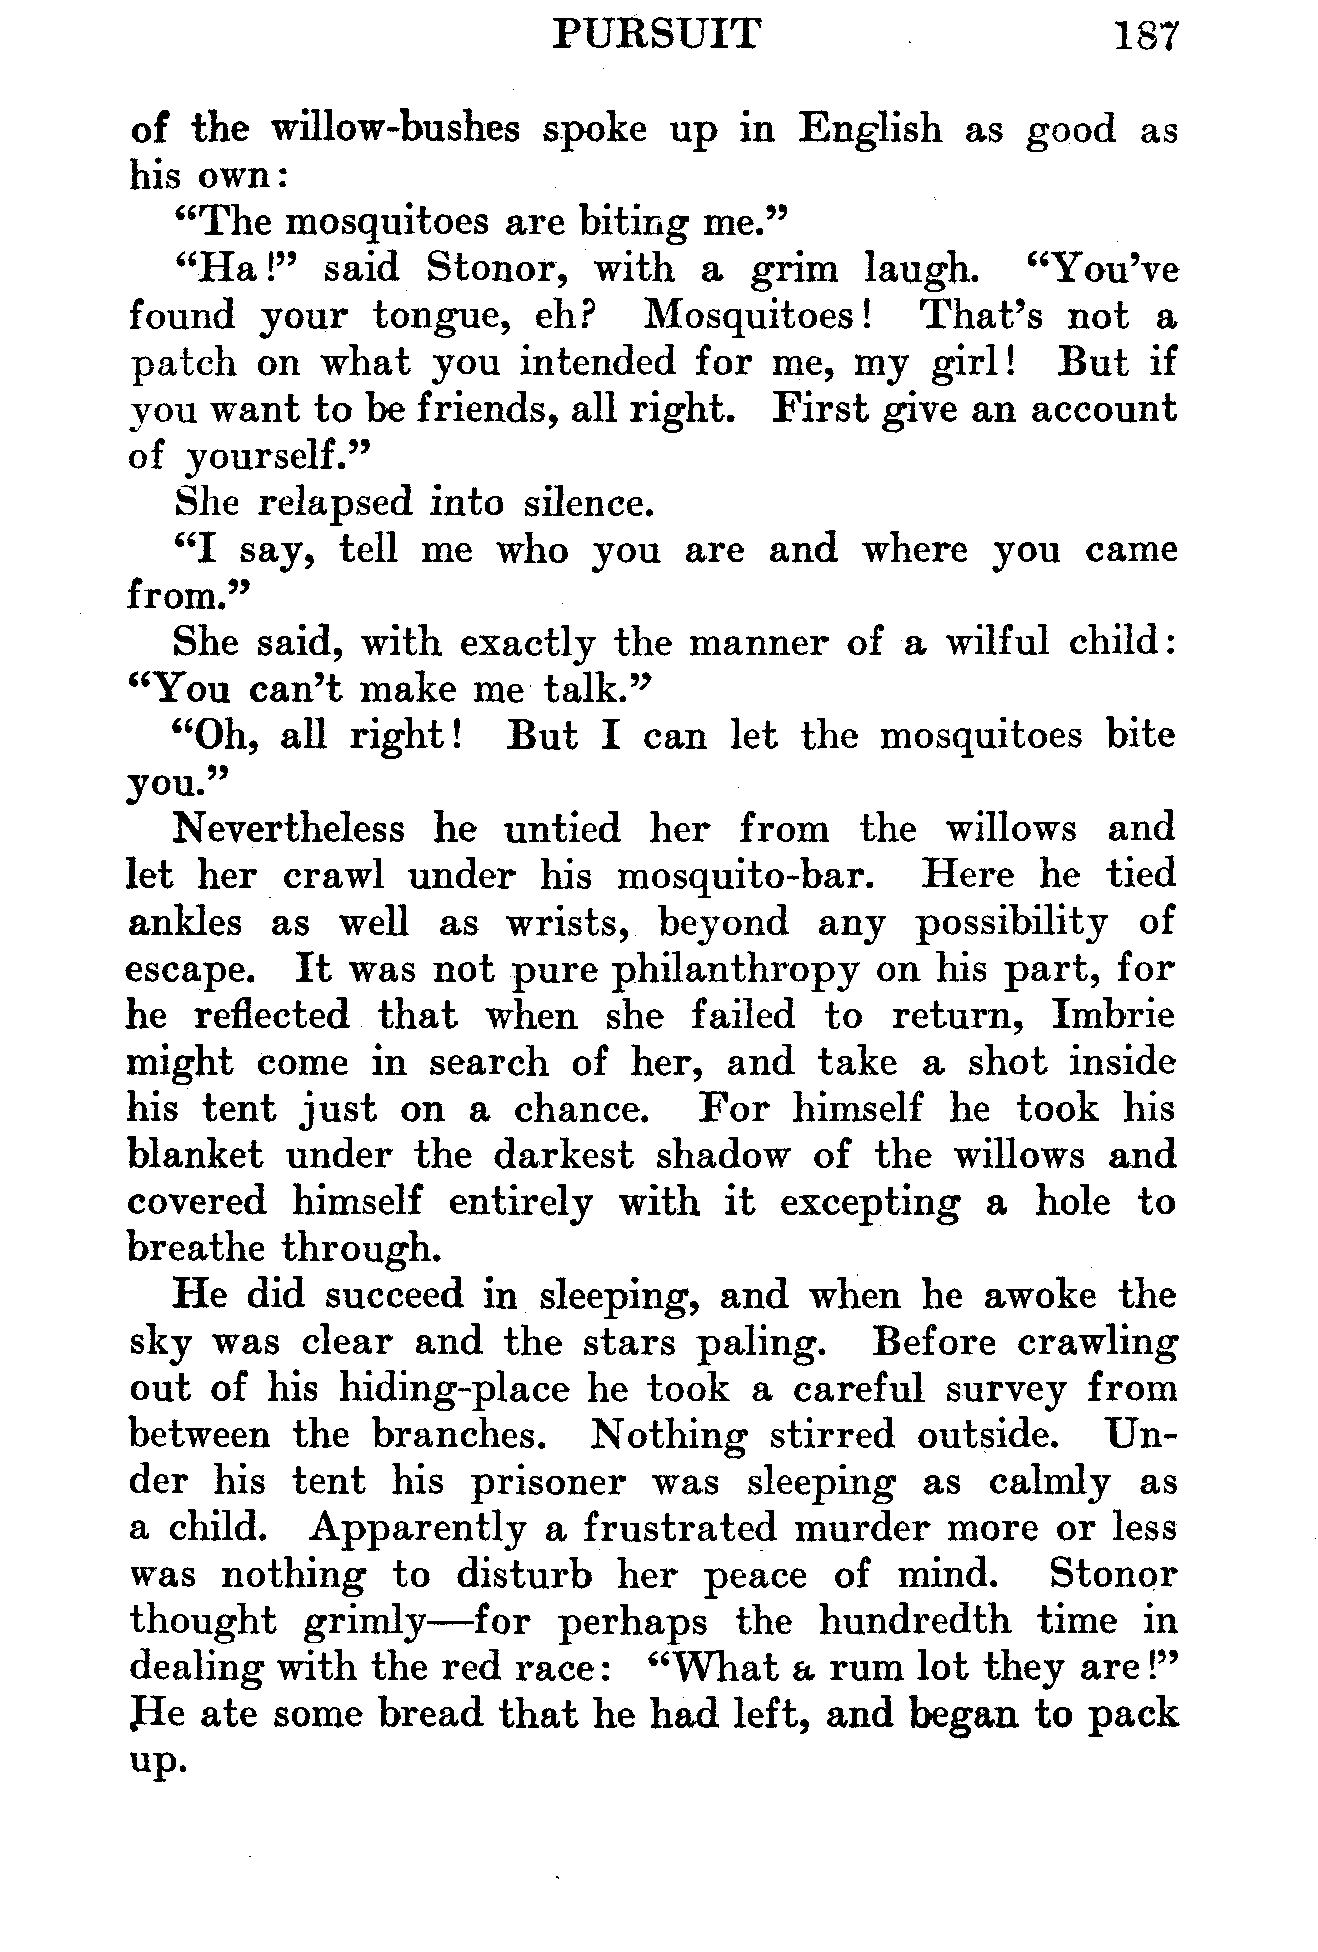 PURSUIT 187
of the willow-bushes spoke up in English as good as
his own:
"The mosquitoes are biting me."
"Ha!" said Stonor, with a grim laugh. "You've
found your tongue, eh? Mosquitoes! That's not a
patch on what you intended for me, my girl! But if
you want to be friends, all right. First give an account
of yourself."
She relapsed into silence.
"I say, tell me who you are and where you came
from."
She said, with exactly the manner of a wilful child:
"You can't make me talk."
"Oh, all right! But I can let the mosquitoes bite
you."
Nevertheless he untied her from the willows and
let her crawl under his mosquito-bar. Here he tied
ankles as well as wrists, beyond any possibility of
escape. It was not pure philanthropy on his part, for
he reflected that when she failed to return, Imbrie
might come in search of her, and take a shot inside
his tent just on a chance. For himself he took his
blanket under the darkest shadow of the willows and
covered himself entirely with it excepting a hole to
breathe through.
He did succeed in sleeping, and when he awoke the
sky was clear and the stars paling. Before crawling
out of his hiding-place he took a careful survey from
between the branches. Nothing stirred outside. Un-
der his tent his prisoner was sleeping as calmly as
a child. Apparently a frustrated murder more or less
was nothing to disturb her peace of mind. Stonor
thought grimly—for perhaps the hundredth time in
dealing with the red race: "What a rum lot they are!"
He ate some bread that he had left, and began to pack
up.